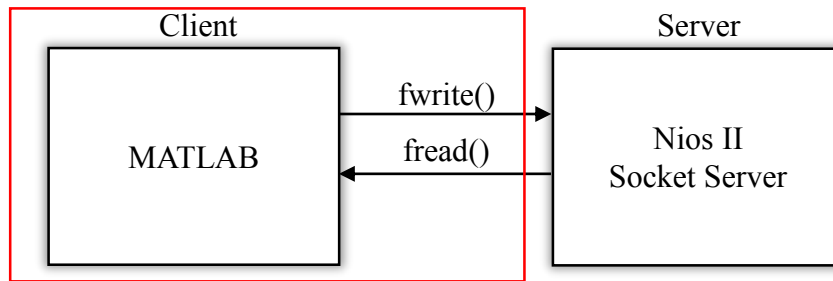 Client
Server
fwrite()
MATLAB
fread()
Nios II
Socket Server